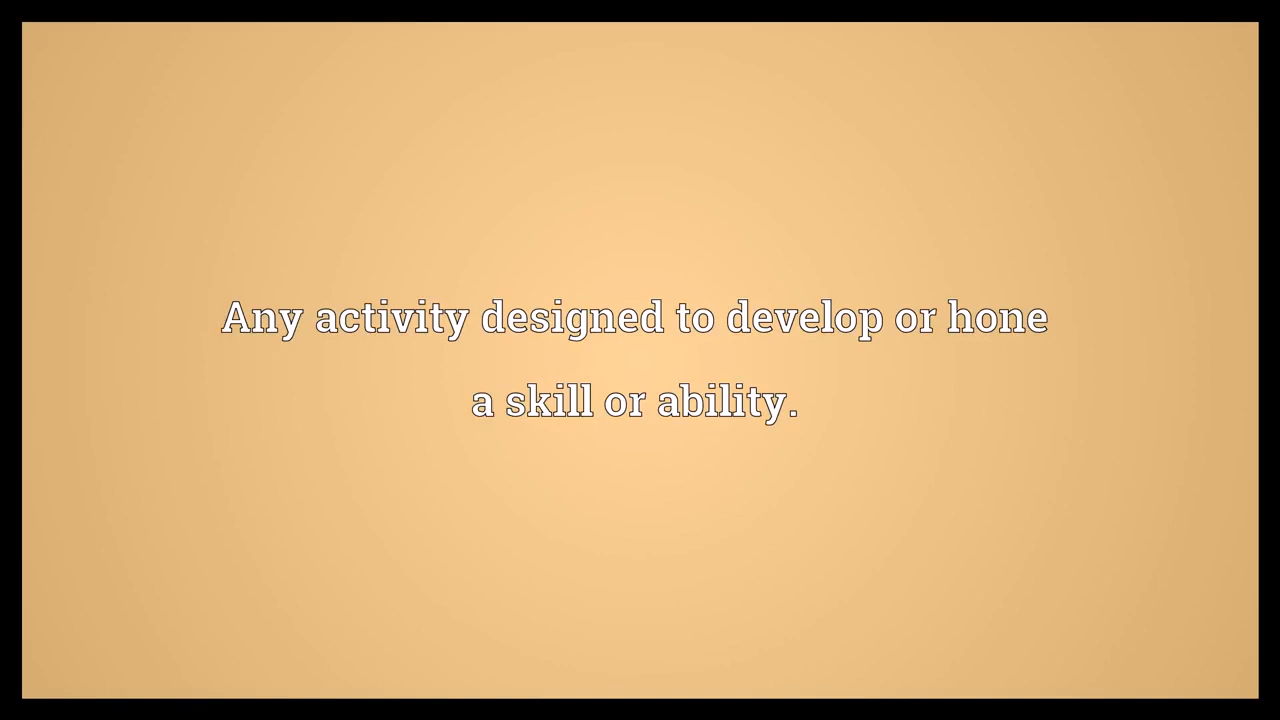 Any activity designed to develop or hone
a skill or ability.